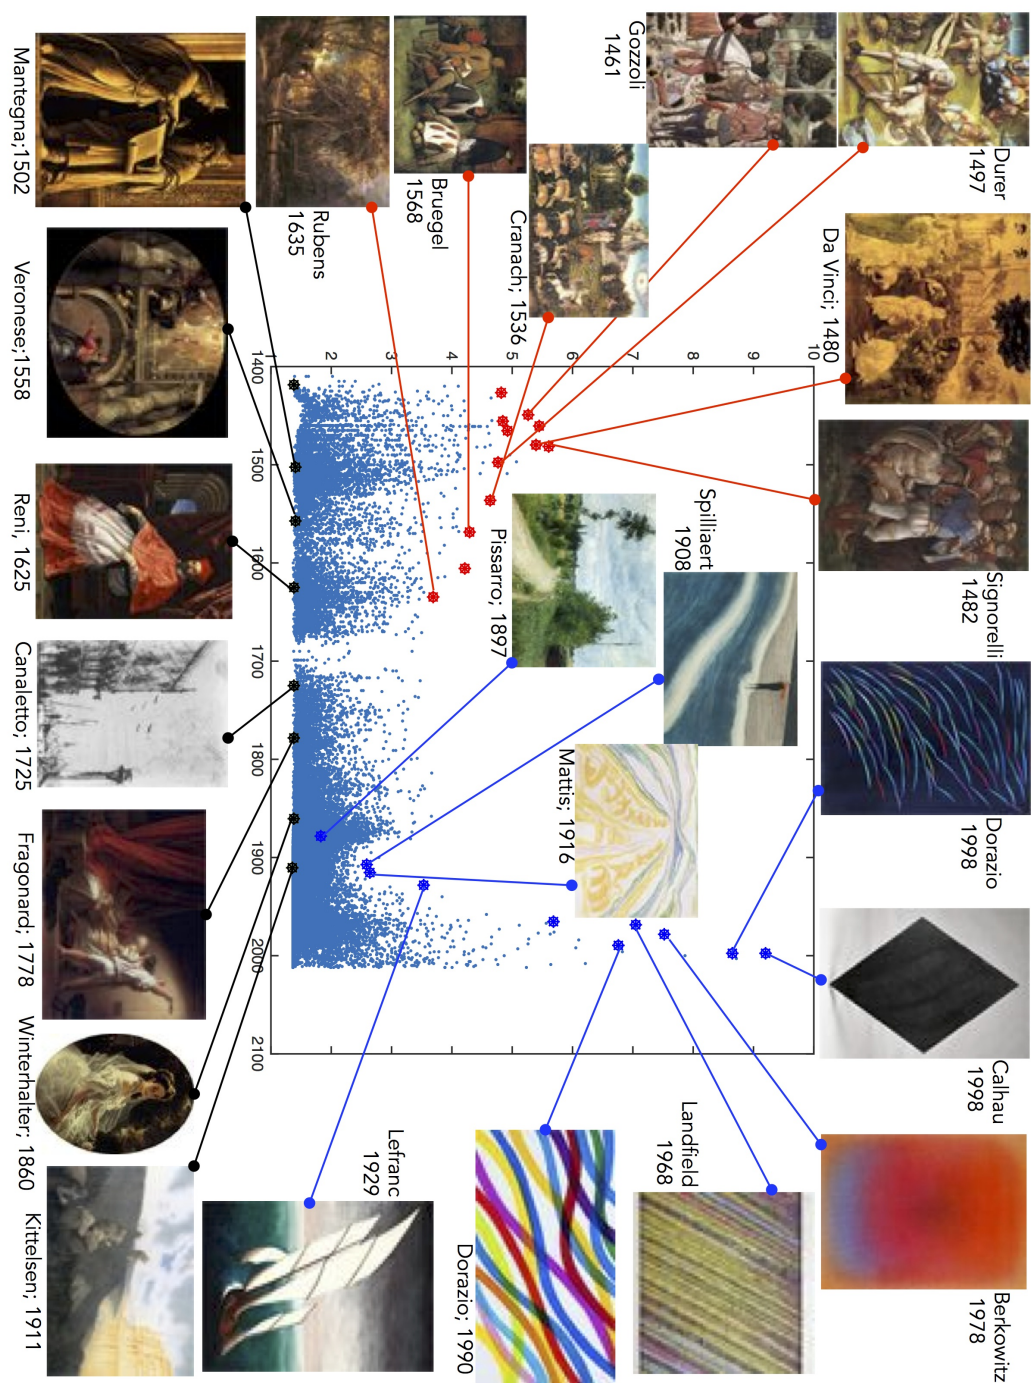 Gozzoli
1461
Durer
1497
Da Vinci; 1480
Signorelli
1482
Dorazio
1998
Calhau
1998
Berkowitz
1978
Bruegel
1568
Cranach; 1536
Rubens
1635
Pissarro; 1897
Spilliaert
1908
Mattis; 1916
Landfield
1968
Dorazio; 1990
Lefranc
1929
10
9
8
7
6
5
4
3
2
1
1400
1500
1600
1700
1800
1900
2000
2100
Mantegna;1502
Veronese;1558
Reni, 1625
Canaletto; 1725
Fragonard; 1778
Winterhalter; 1860
Kittelsen; 1911